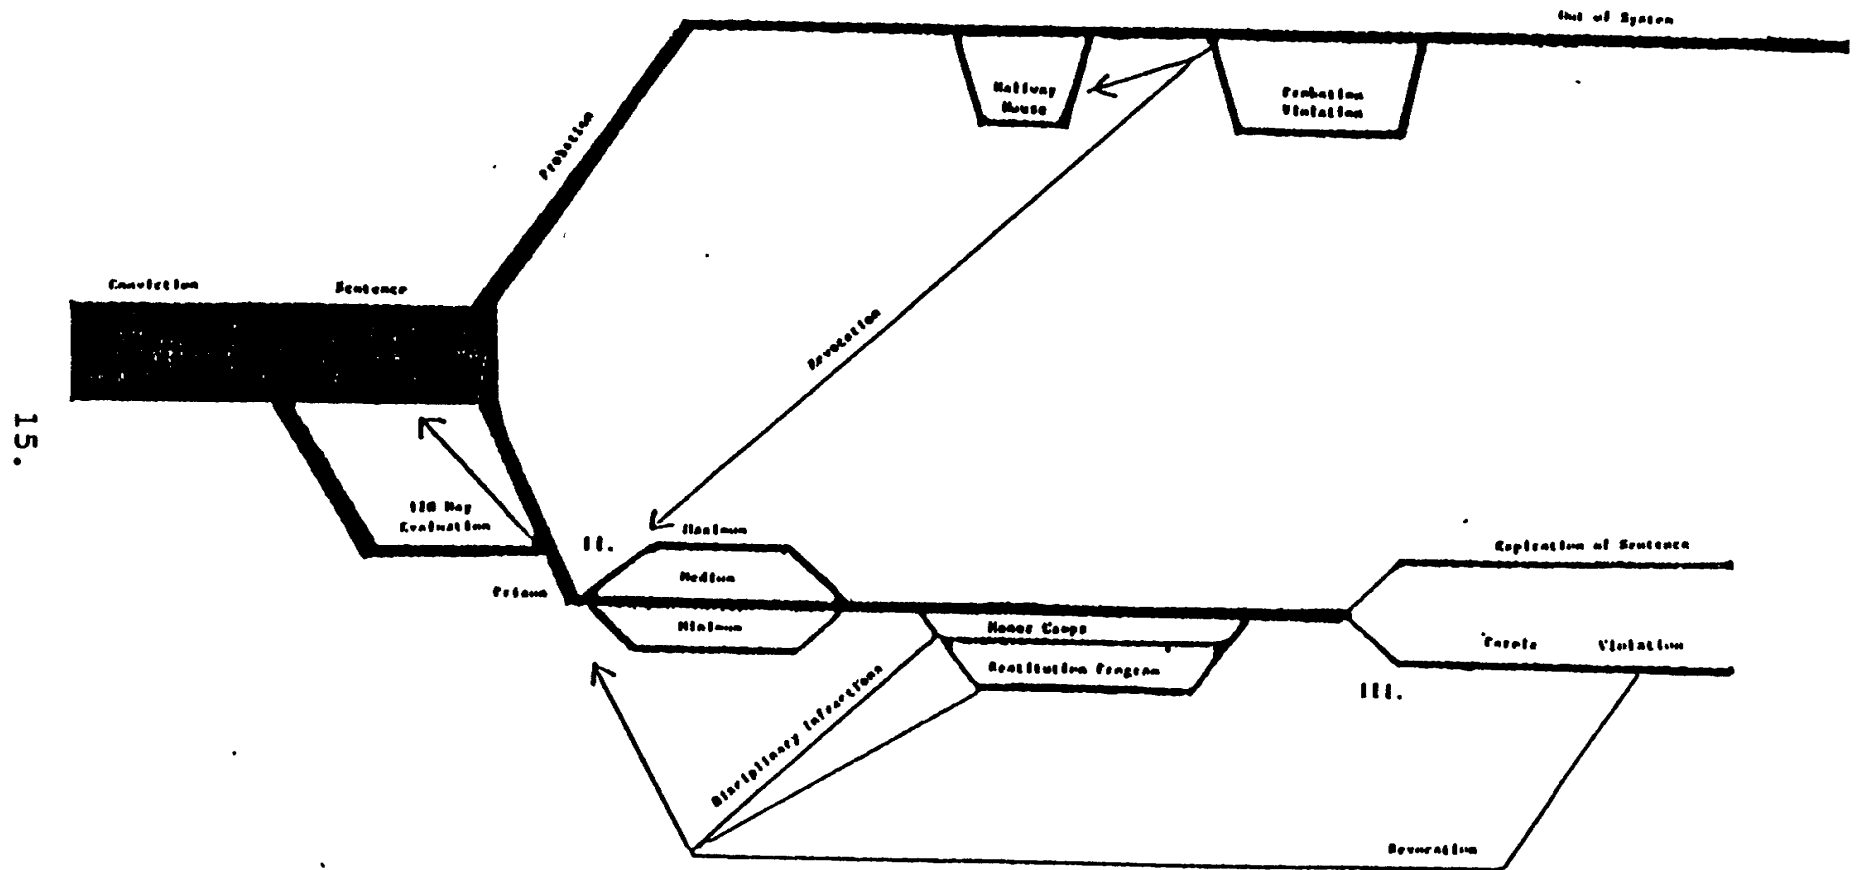 Out of System
Halfway
House
Probation
Violation
Probation
Conviction
Sentence
Revocation
15.
120 Day
Evaluation
II.
Maximum
Medium
Minimum
Prison
Expiration of Sentence
Honor Camps
Restitution Program
Parole
Violation
III.
Disciplinary Infractions
Revocation